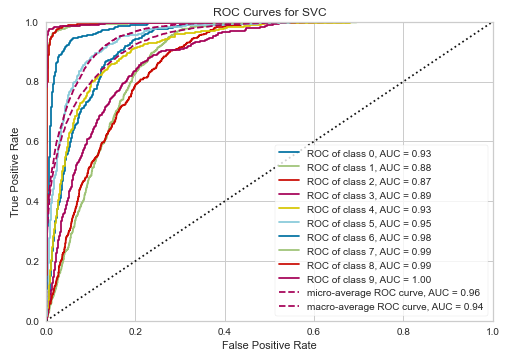 ROC Curves for SVC
1.0
0.8
0.6
0.4
0.2
0.0
True Positive Rate
ROC of class 0, AUC = 0.93
ROC of class 1, AUC = 0.88
ROC of class 2, AUC = 0.87
ROC of class 3, AUC = 0.89
ROC of class 4, AUC = 0.93
ROC of class 5, AUC = 0.95
ROC of class 6, AUC = 0.98
ROC of class 7, AUC = 0.99
ROC of class 8, AUC = 0.99
ROC of class 9, AUC = 1.00
micro-average ROC curve, AUC = 0.96
macro-average ROC curve, AUC = 0.94
0.0 0.2 0.4 0.6 0.8 1.0
False Positive Rate